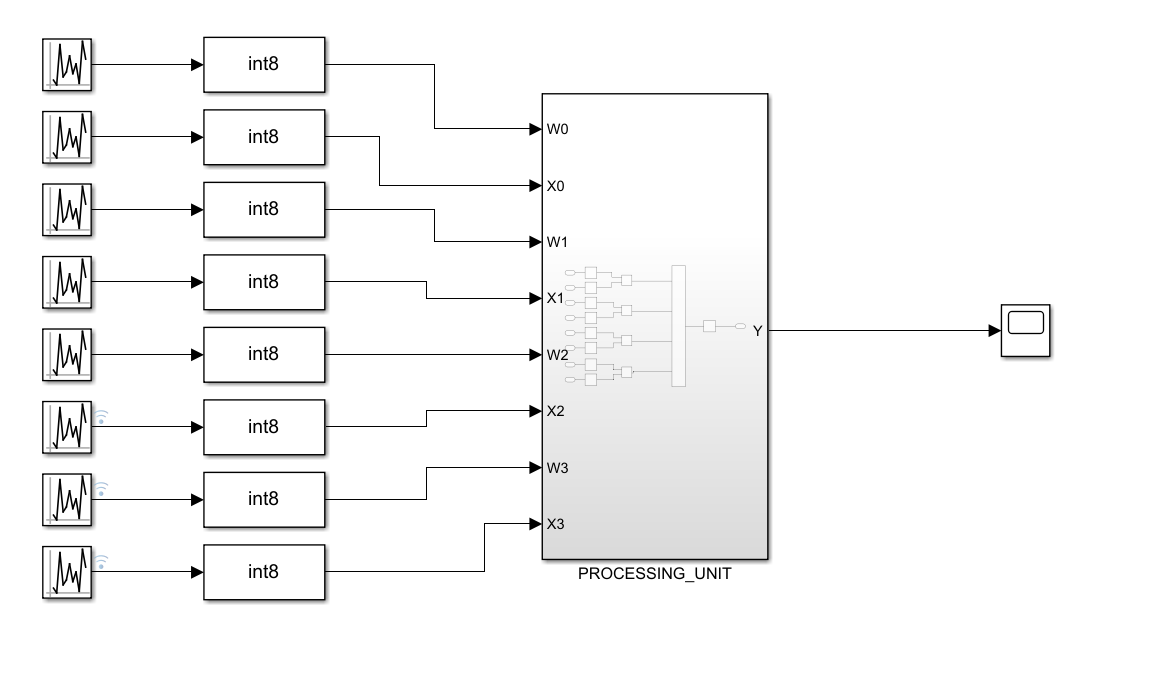 int8
int8
int8
int8
int8
int8
int8
int8
W0
X0
W1
X1
W2
X2
W3
X3
Y
PROCESSING_UNIT